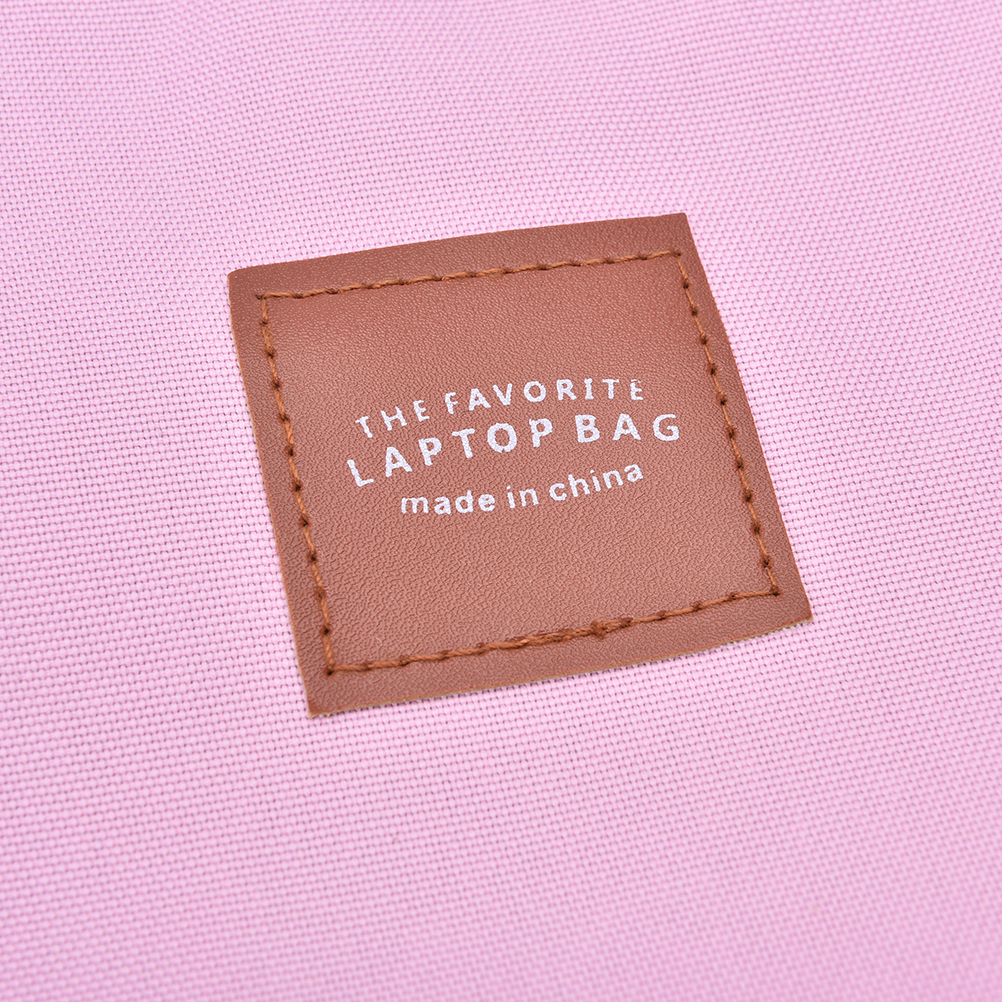 THE FAVORITE
LAPTOP BAG
made in china